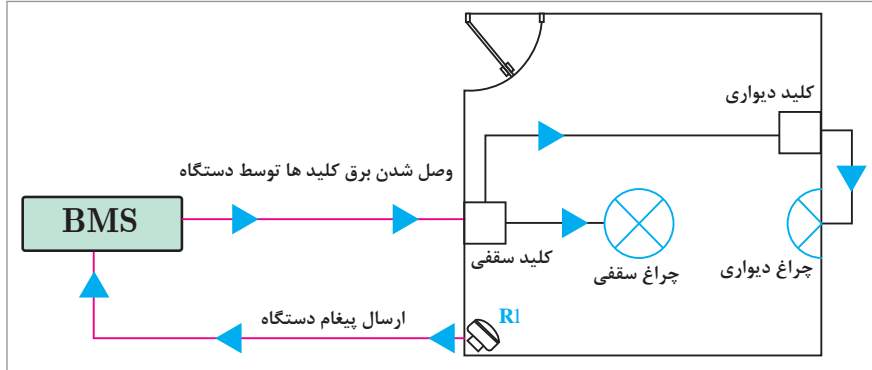 کلید دیواری
وصل شدن برق کلید ها توسط دستگاه
BMS
کلید سقفی
چراغ سقفی
چراغ دیواری
ارسال پیغام دستگاه
R1